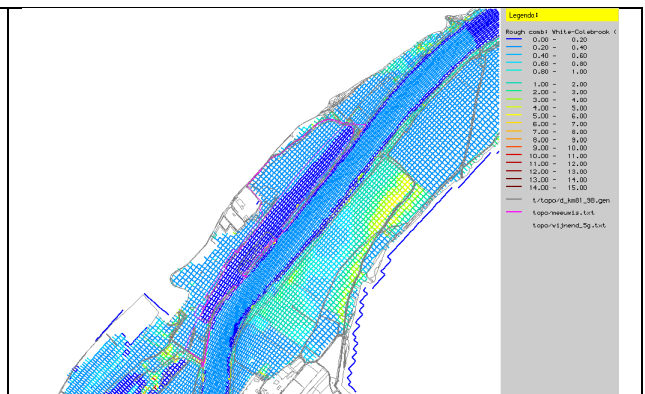 Legenda:
Rough comb: White-Colebrook (
0.00 - 0.20
0.20 - 0.40
0.40 - 0.60
0.60 - 0.80
0.80 - 1.00
1.00 - 2.00
2.00 - 3.00
3.00 - 4.00
4.00 - 5.00
5.00 - 6.00
6.00 - 7.00
7.00 - 8.00
8.00 - 9.00
9.00 - 10.00
10.00 - 11.00
11.00 - 12.00
12.00 - 13.00
13.00 - 14.00
14.00 - 15.00
t/topo/d_km81_98.gen
topo/meeuwis.txt
topo/vijnend_5g.txt